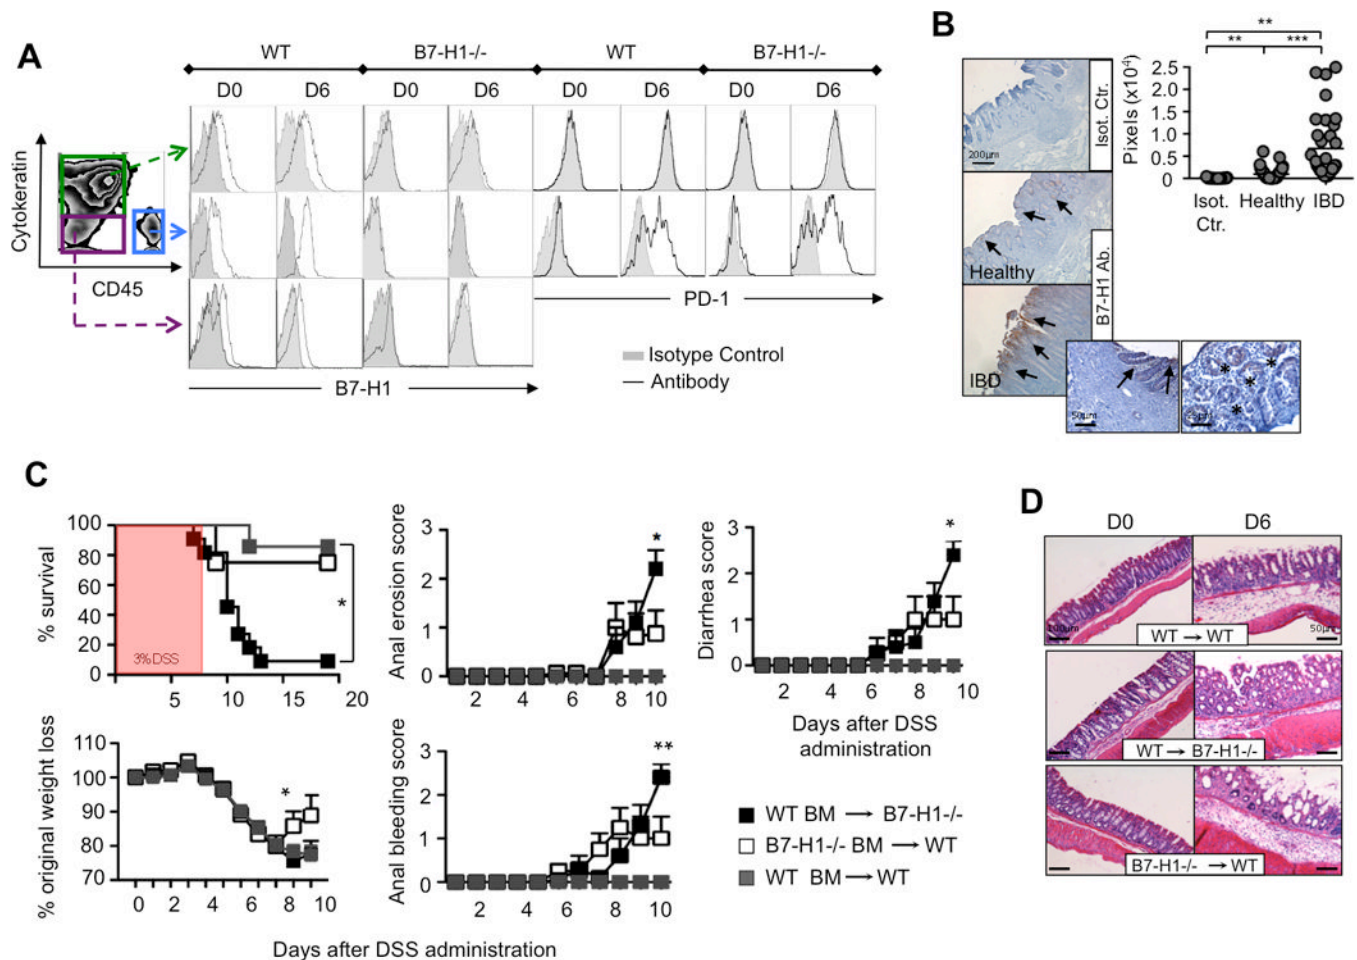 A
WT B7-H1-/- WT B7-H1-/-
D0 D6 D0 D6 D0 D6 D0 D6
Cytokeratin
CD45
PD-1
B7-H1
Isotype Control
Antibody
B
** 
** ***
Isot. Ctr.
200μm
Healthy
B7-H1 Ab.
IBD
50μm
* * * *
Pixels (x10⁴)
2.5
2.0
1.5
1.0
0.5
0
Isot. Ctr. Healthy IBD
C
% survival
100
80
60
40
20
0
3% DSS
*
5 10 15 20
Anal erosion score
3
2
1
0
*
2 4 6 8 10
Diarrhea score
3
2
1
0
*
2 4 6 8 10
Days after DSS
administration
% original weight loss
110
100
90
80
70
*
0 2 4 6 8 10
Anal bleeding score
3
2
1
0
**
2 4 6 8 10
Days after DSS administration
WT BM → B7-H1-/-
B7-H1-/- BM → WT
WT BM → WT
D
D0 D6
50μm
WT → WT
WT → B7-H1-/-
B7-H1-/- → WT